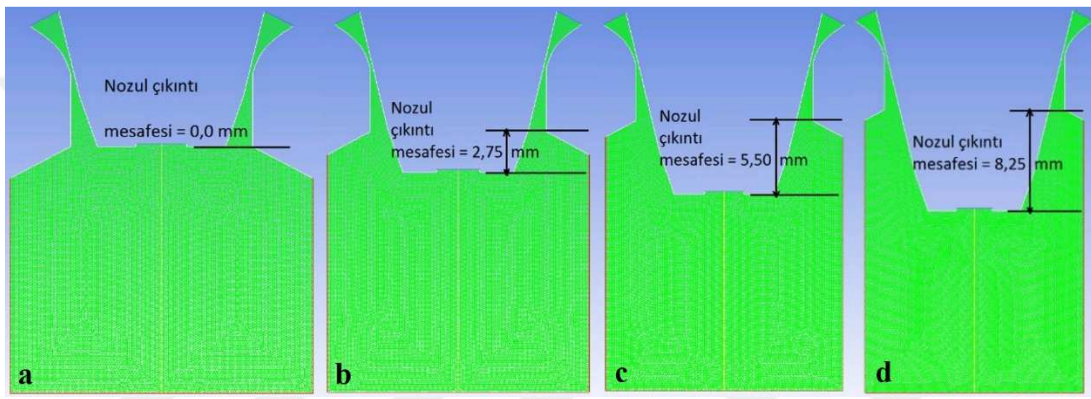 Nozul çıkıntı
mesafesi = 0,0 mm
a
Nozul
çıkıntı
mesafesi = 2,75 mm
b
Nozul
çıkıntı
mesafesi = 5,50 mm
c
Nozul çıkıntı
mesafesi = 8,25 mm
d